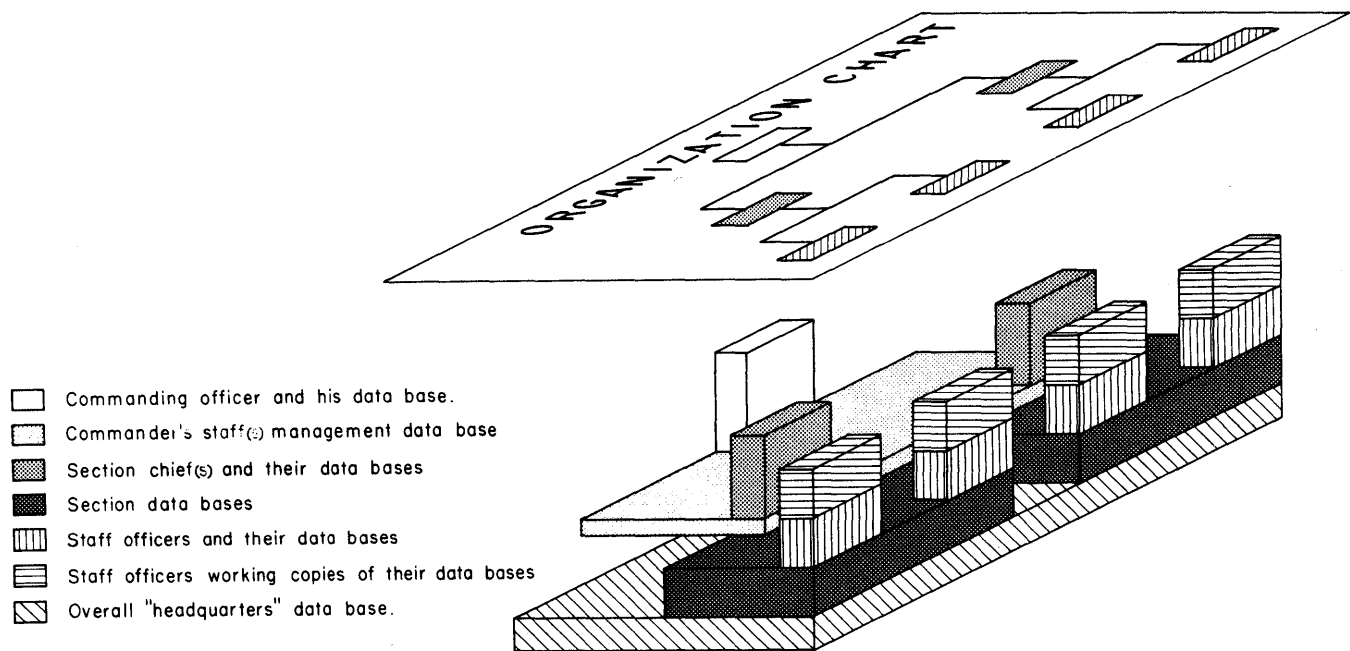 ORGANIZATION CHART
Commanding officer and his data base.
Commander's staff(s) management data base
Section chief(s) and their data bases
Section data bases
Staff officers and their data bases
Staff officers working copies of their data bases
Overall "headquarters" data base.